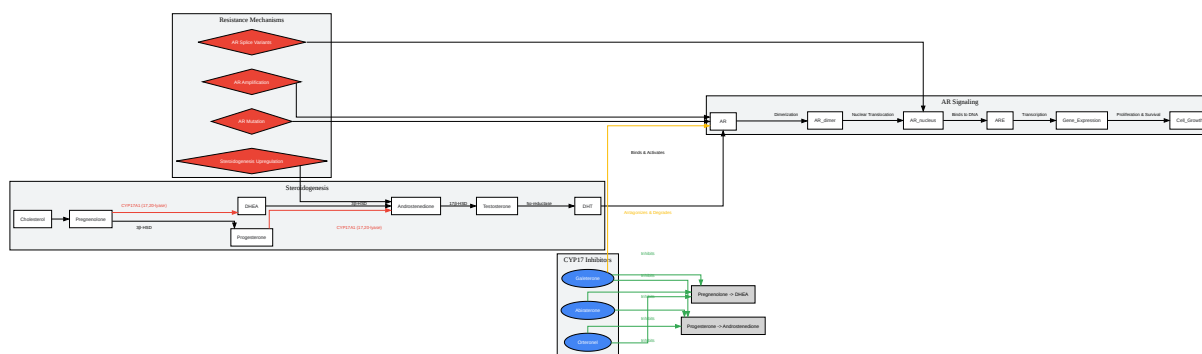 Resistance Mechanisms
AR Spice Variants
AR Amplification
AR Mutation
Steroidogenesis Upregulation
AR Signaling
AR
Dimerization
AR_dimer
Nuclear Translocation
AR_nucleus
Binds to DNA
ARE
Transcription
Gene_Expression
Proliferation & Survival
Cell_Growth
Binds & Activates
Steroidogenesis
Cholesterol
Pregnenolone
CYP17A1 (17,20-lyase)
3β-HSD
DHEA
Progesterone
3β-HSD
CYP17A1 (17,20-lyase)
Androstenedione
17β-HSD
Testosterone
5α-reductase
DHT
Antagonizes & Degrades
CYP17 Inhibitors
Galeterone
Abiraterone
Orteronel
Inhibits
Inhibits
Inhibits
Inhibits
Inhibits
Pregnenolone -> DHEA
Progesterone -> Androstenedione